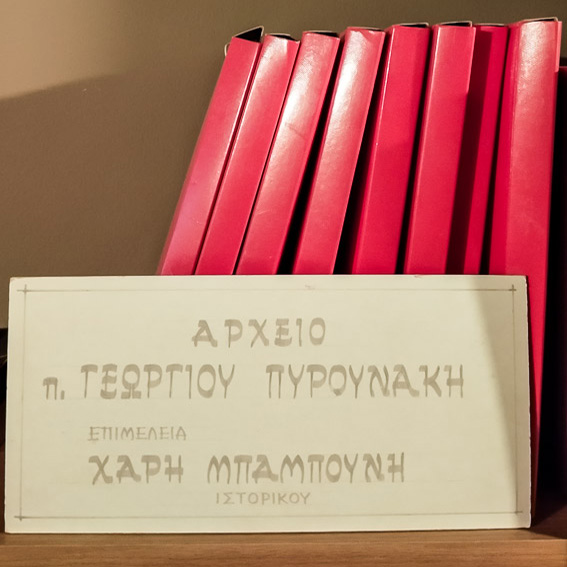 ΑΡΧΕΙΟ
π. ΓΕΩΡΓΙΟΥ ΠΥΡΟΥΝΑΚΗ
ΕΠΙΜΕΛΕΙΑ
ΧΑΡΗ ΜΠΑΜΠΟΥΝΗ
ΙΣΤΟΡΙΚΟΥ